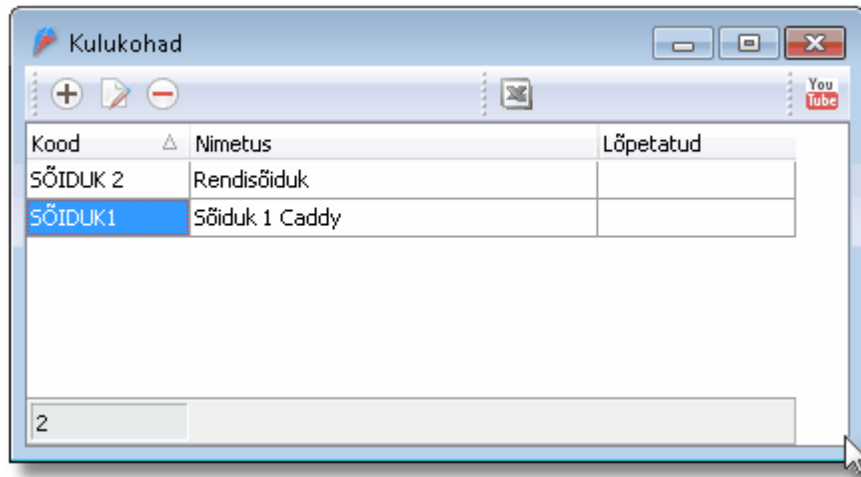 Kulukohad
You
Tube
Kood Nimetus Lõpetatud
SÕIDUK 2 Rendisõiduk
SÕIDUK1 Sõiduk 1 Caddy
2